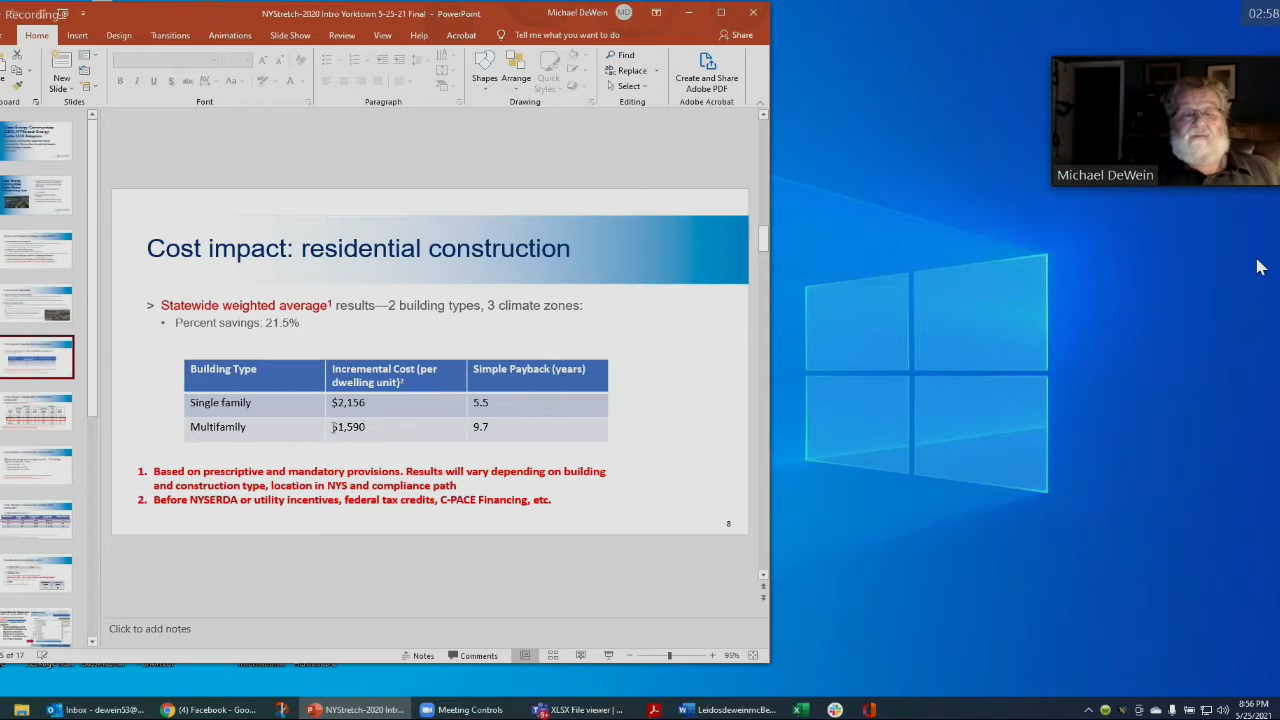 Recording
NYStretch-2020 Intro Yorktown 5-25-21 Final - PowerPoint
Michael DeWein
MD
02:58
Home
Insert
Design
Transitions
Animations
Slide Show
Review
View
Help
Acrobat
Tell me what you want to do
Share
New
Slide
Slides
Font
Paragraph
Shapes
Arrange
Quick
Styles
Drawing
Find
Replace
Select
Editing
Create and Share
Adobe PDF
Adobe Acrobat
Michael DeWein
Cost impact: residential construction
> Statewide weighted average¹ results—2 building types, 3 climate zones:
• Percent savings: 21.5%
Building Type
Incremental Cost (per
dwelling unit)²
Simple Payback (years)
Single family
$2,156
5.5
Multifamily
$1,590
9.7
1. Based on prescriptive and mandatory provisions. Results will vary depending on building
and construction type, location in NYS and compliance path
2. Before NYSERDA or utility incentives, federal tax credits, C-PACE Financing, etc.
8
Click to add notes
5 of 17
Notes
Comments
95%
Inbox - dewein53@...
(4) Facebook - Goo...
NYStretch-2020 Intr...
Meeting Controls
XLSX File viewer | ...
LeidosdeweinmcBe...
8:56 PM
5/25/2021